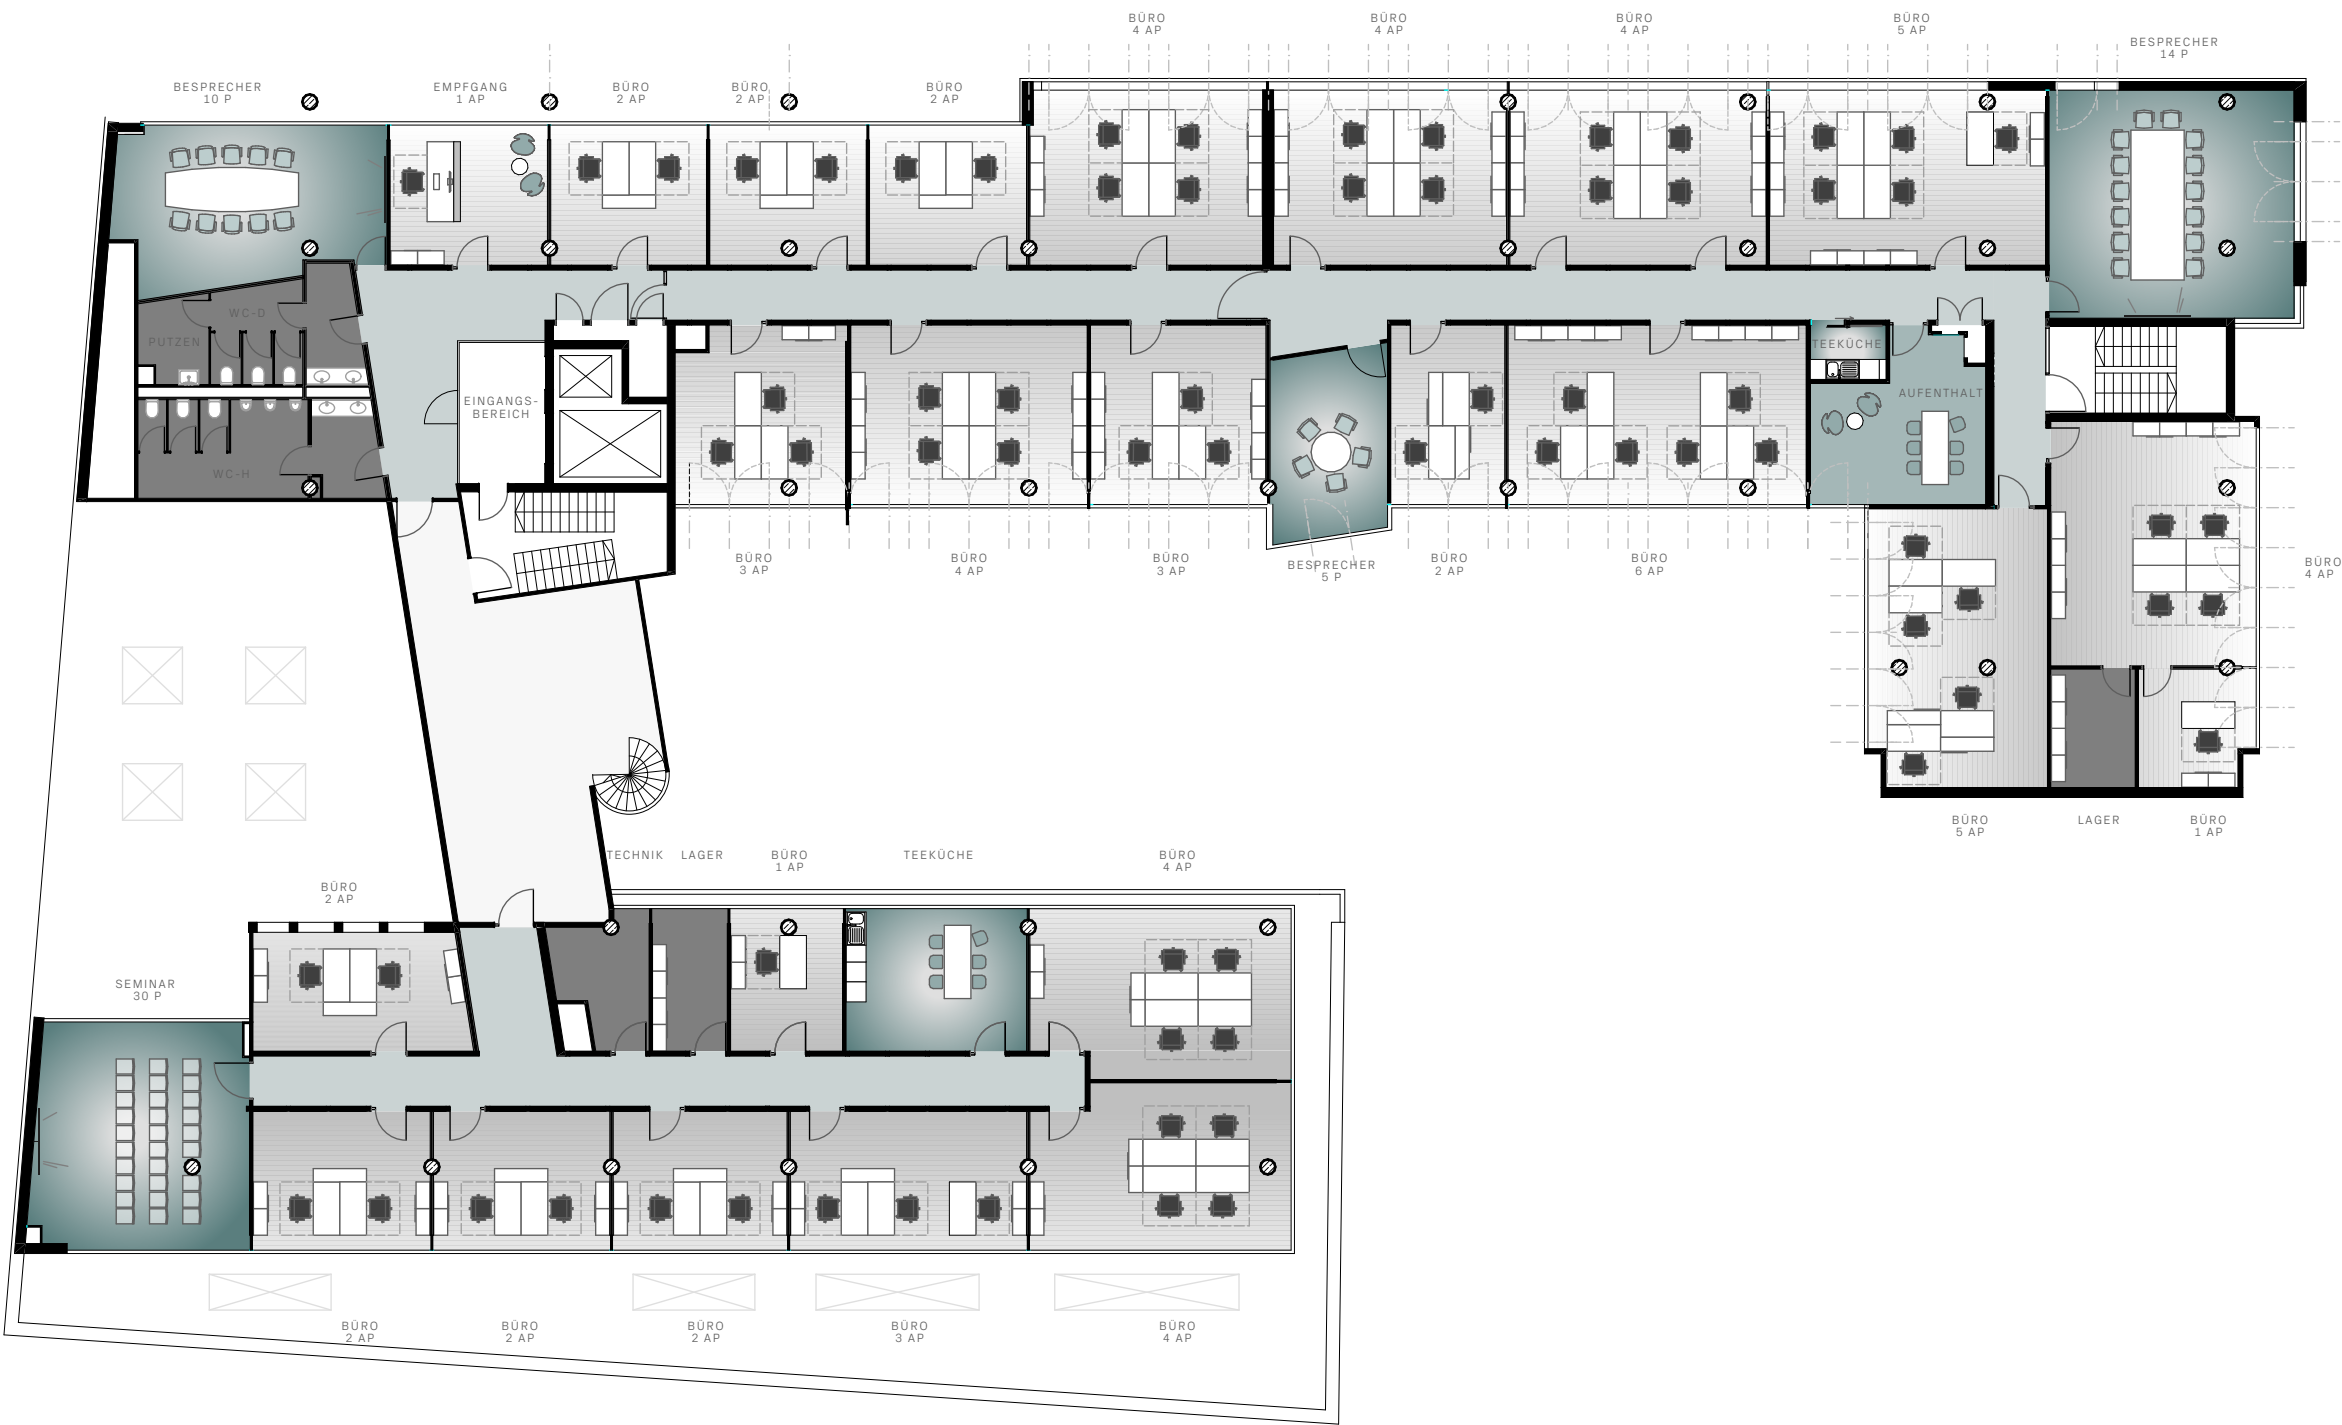 BÜRO
4 AP
BÜRO
4 AP
BÜRO
4 AP
BÜRO
5 AP
BESPRECHER
14 P
BESPRECHER
10 P
EMPFGANG
1 AP
BÜRO
2 AP
BÜRO
2 AP
BÜRO
2 AP
WC-D
PUTZEN
WC-H
EINGANGS-
BEREICH
TEEKÜCHE
AUFENTHALT
BÜRO
3 AP
BÜRO
4 AP
BÜRO
3 AP
BESPRECHER
5 P
BÜRO
2 AP
BÜRO
6 AP
BÜRO
4 AP
BÜRO
5 AP
LAGER
BÜRO
1 AP
TECHNIK
LAGER
BÜRO
1 AP
TEEKÜCHE
BÜRO
4 AP
BÜRO
2 AP
SEMINAR
30 P
BÜRO
2 AP
BÜRO
2 AP
BÜRO
2 AP
BÜRO
3 AP
BÜRO
4 AP